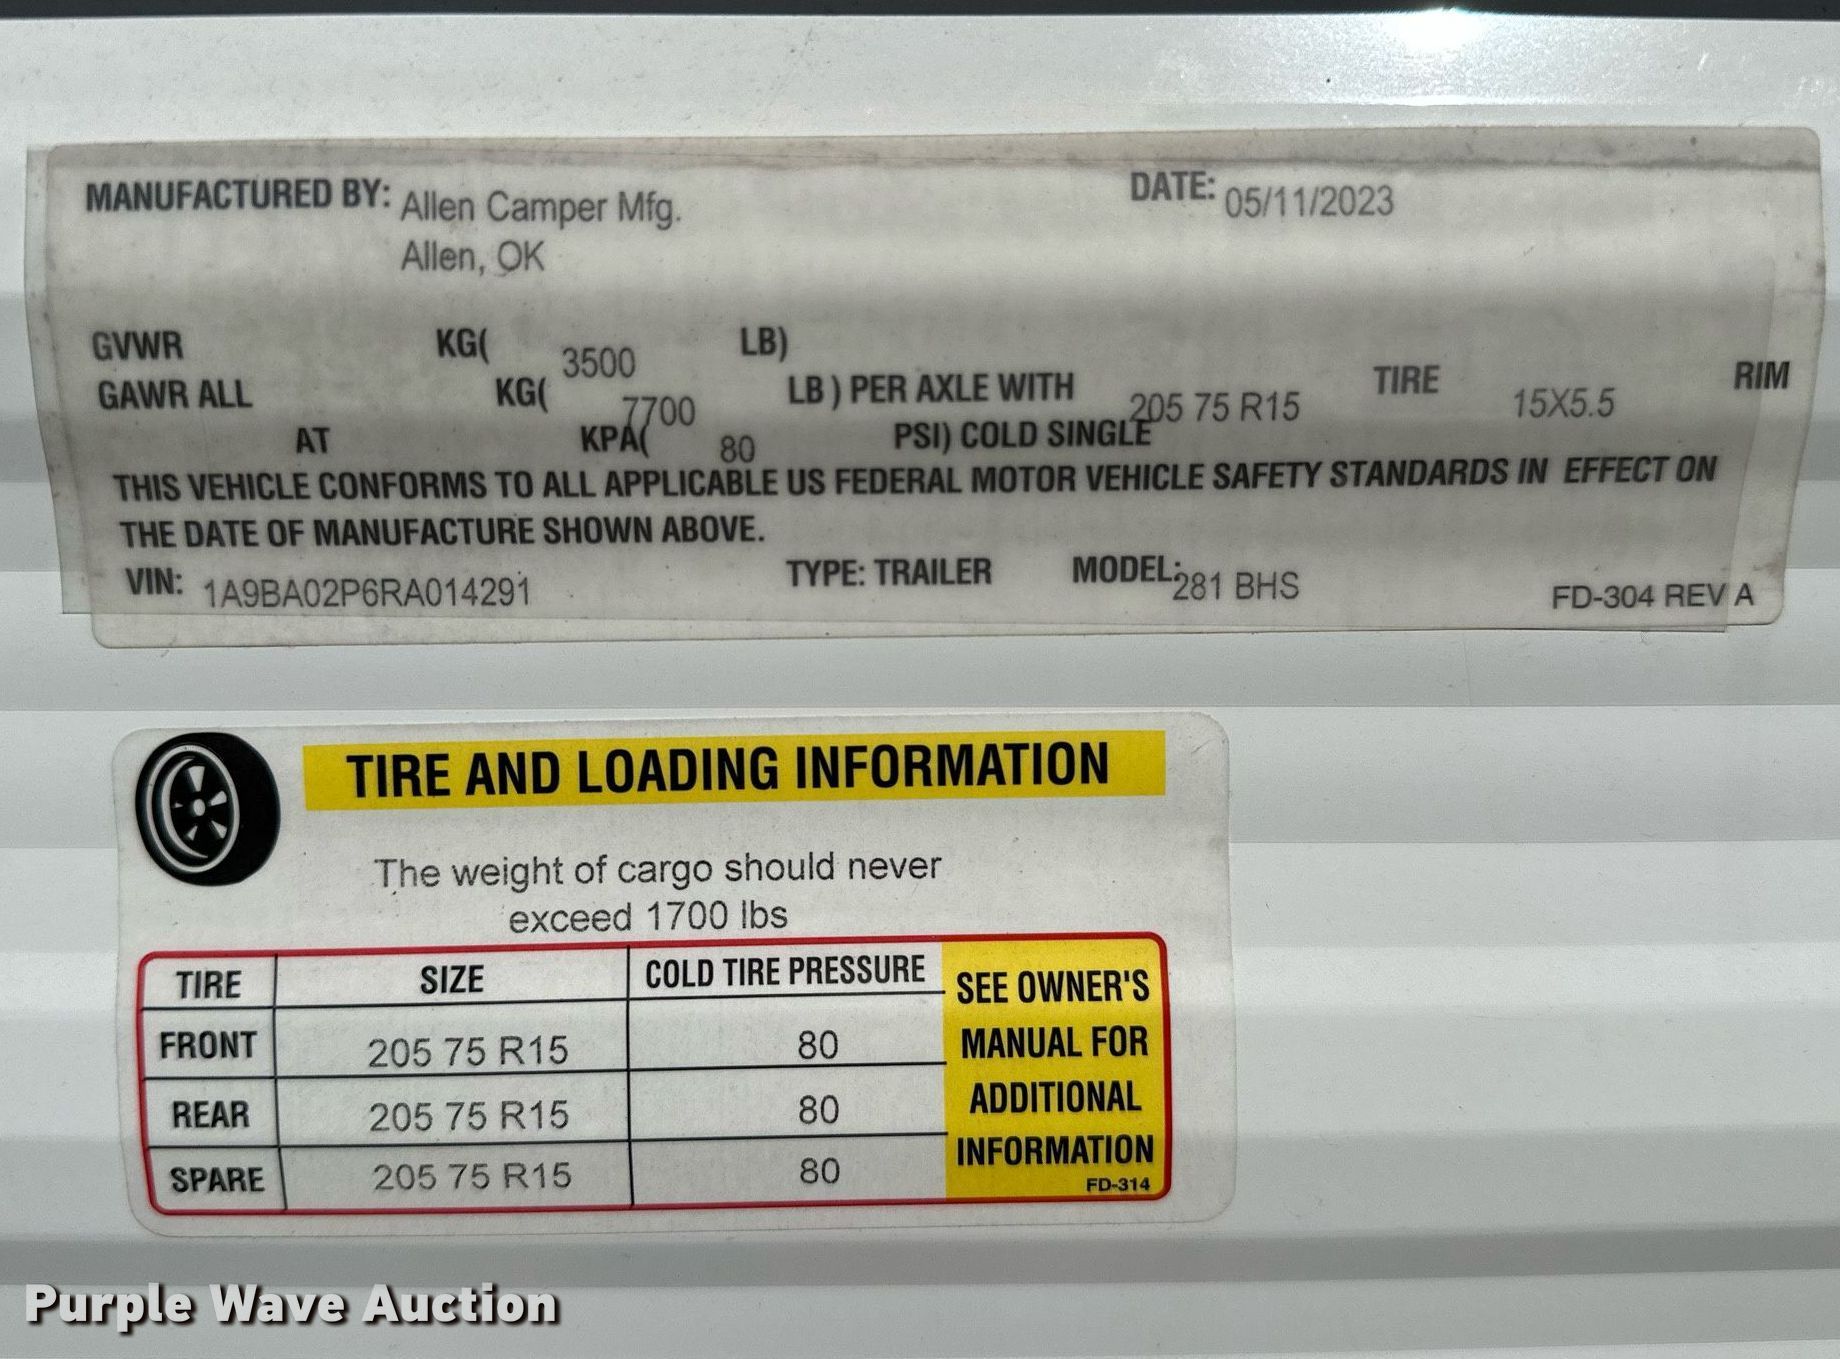 MANUFACTURED BY: Allen Camper Mfg. DATE: 05/11/2023
Allen, OK
GVWR KG( 3500 LB)
GAWR ALL KG( 7700 LB ) PER AXLE WITH 205 75 R15 TIRE 15X5.5 RIM
AT KPA( 80 PSI) COLD SINGLE
THIS VEHICLE CONFORMS TO ALL APPLICABLE US FEDERAL MOTOR VEHICLE SAFETY STANDARDS IN EFFECT ON
THE DATE OF MANUFACTURE SHOWN ABOVE.
VIN: 1A9BA02P6RA014291 TYPE: TRAILER MODEL: 281 BHS FD-304 REV A
TIRE AND LOADING INFORMATION
The weight of cargo should never
exceed 1700 lbs
TIRE SIZE COLD TIRE PRESSURE
FRONT 205 75 R15 80
REAR 205 75 R15 80
SPARE 205 75 R15 80
SEE OWNER'S
MANUAL FOR
ADDITIONAL
INFORMATION
FD-314
Purple Wave Auction